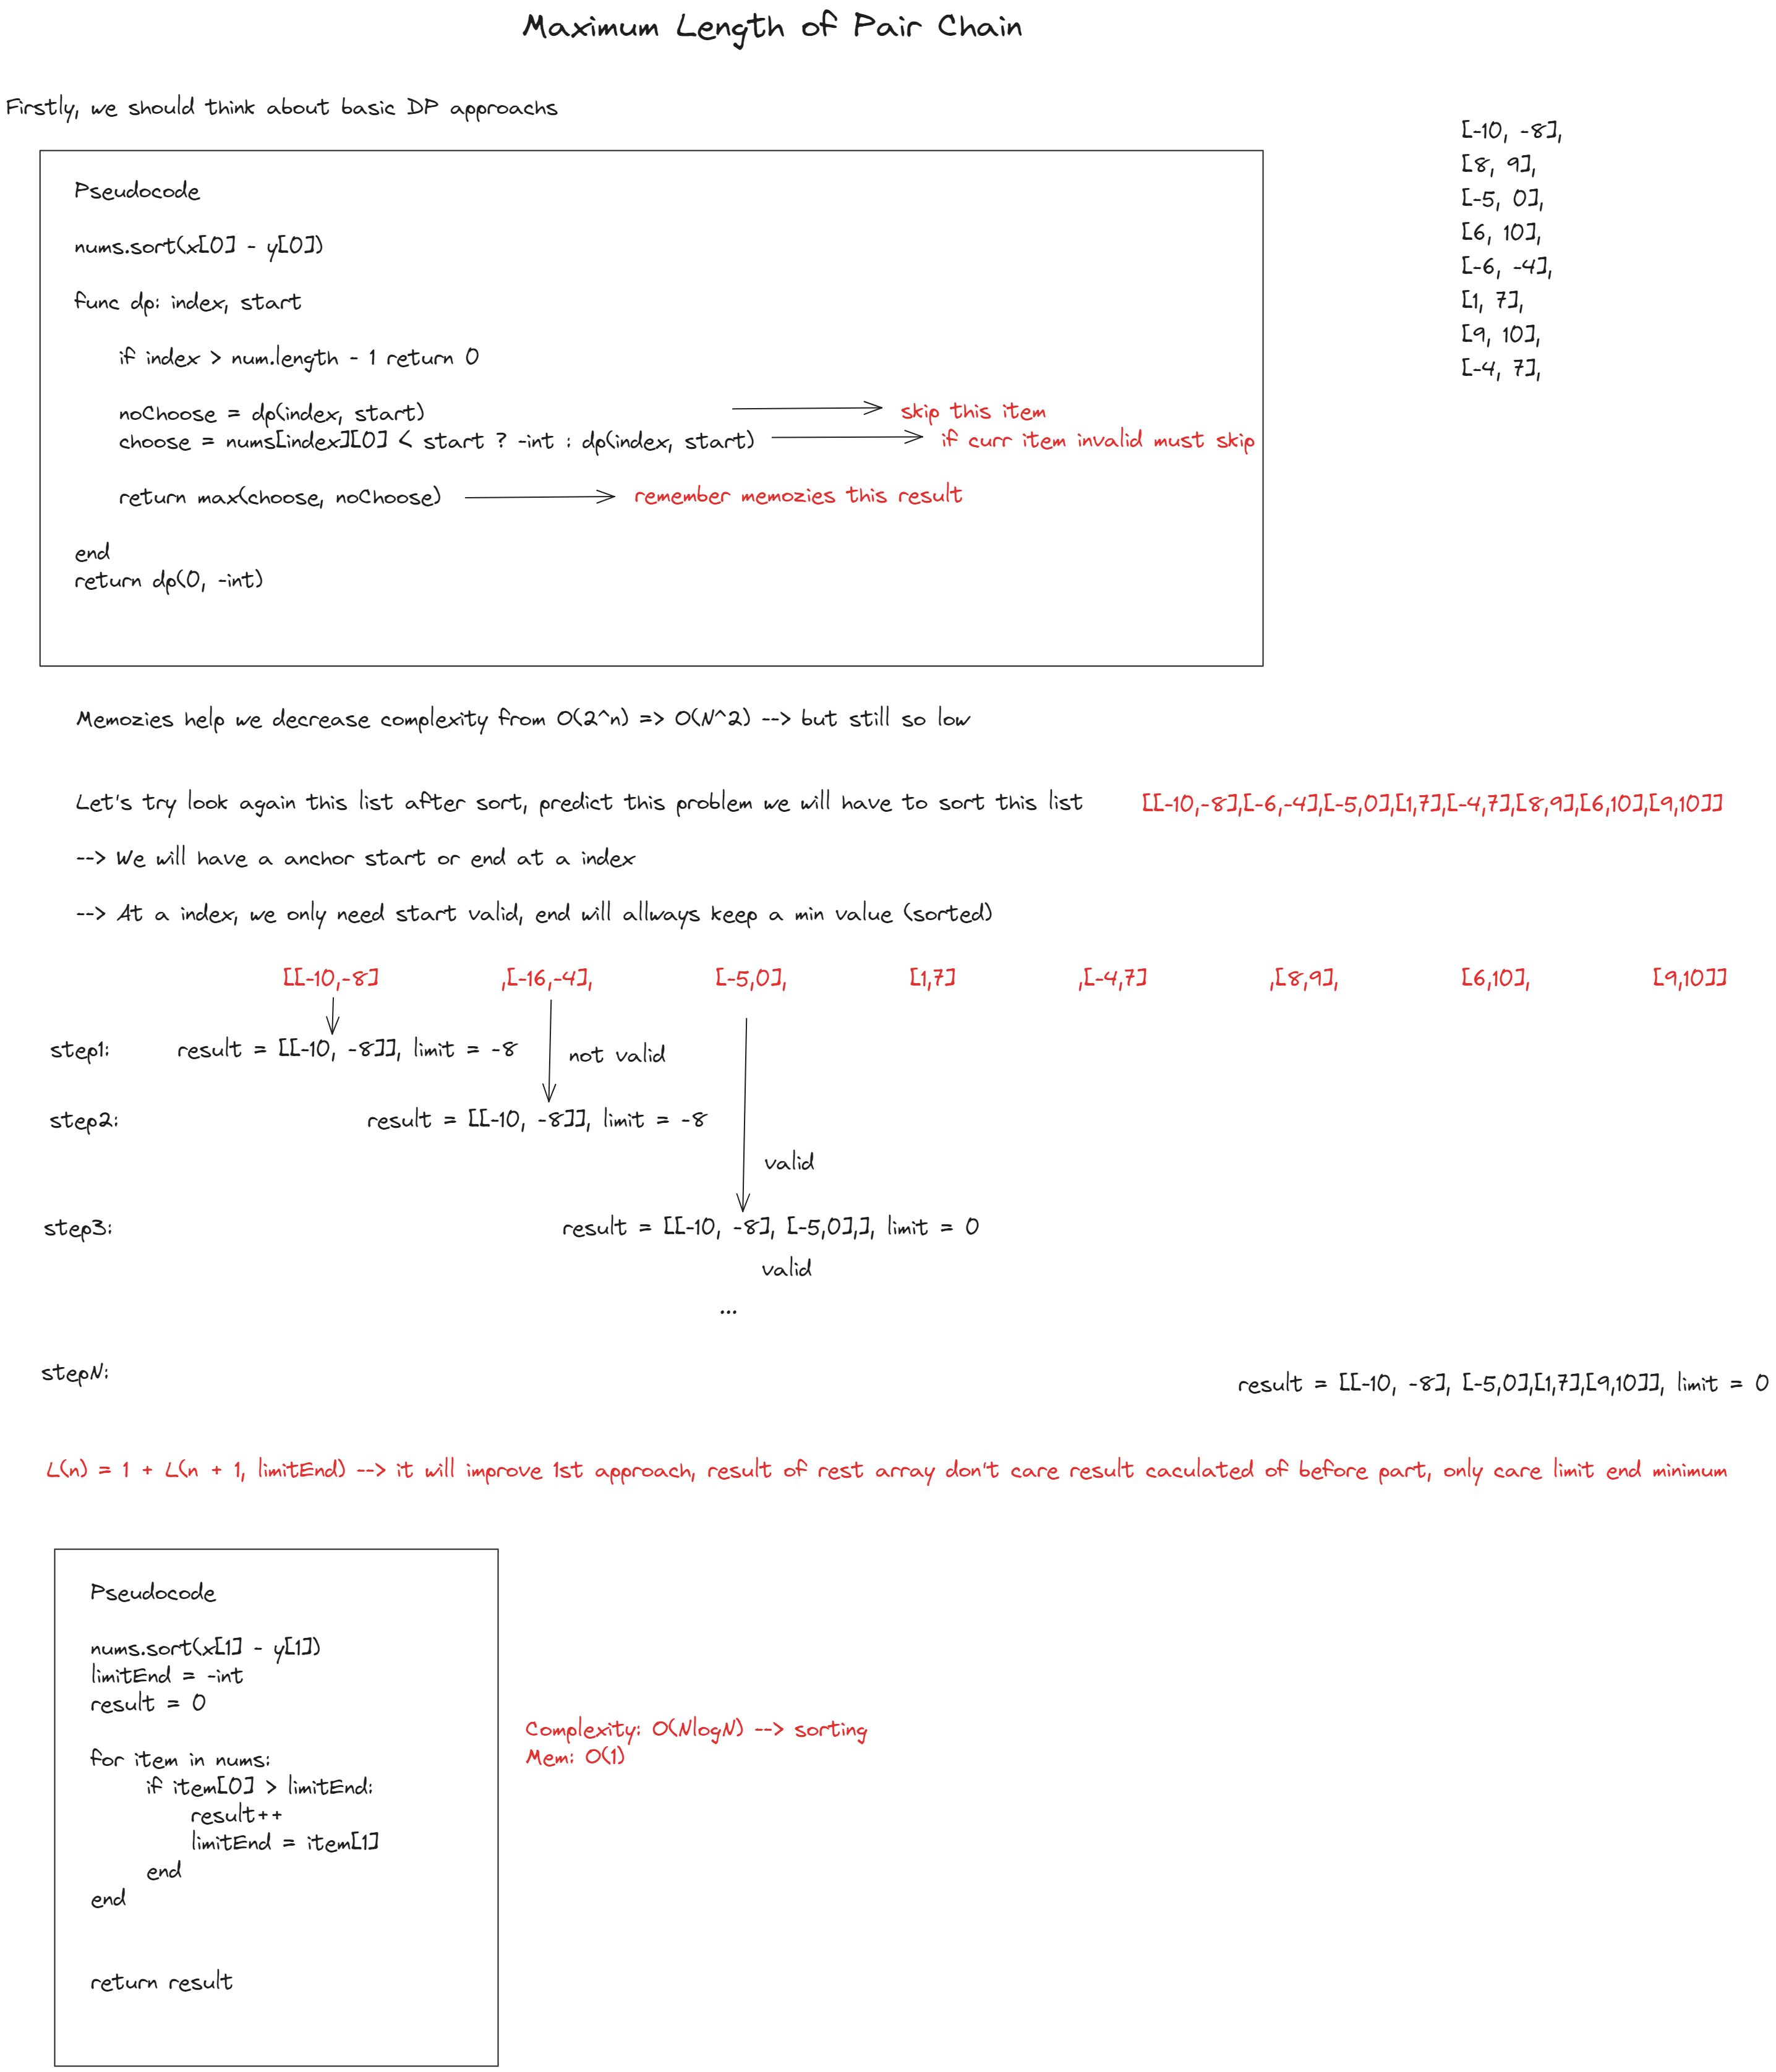 Maximum Length of Pair Chain
Firstly, we should think about basic DP approachs
[-10, -8],
[8, 9],
[-5, 0],
[6, 10],
[-6, -4],
[1, 7],
[9, 10],
[-4, 7],
Pseudocode
nums.sort(x[0] - y[0])
func dp: index, start
if index > num.length - 1 return 0
noChoose = dp(index, start)
skip this item
choose = nums[index][0] < start ? -int : dp(index, start)
if curr item invalid must skip
return max(choose, noChoose)
remember memozies this result
end
return dp(0, -int)
Memozies help we decrease complexity from O(2^n) => O(N^2) --> but still so low
Let's try look again this list after sort, predict this problem we will have to sort this list
[[-10,-8],[-6,-4],[-5,0],[1,7],[-4,7],[8,9],[6,10],[9,10]]
--> We will have a anchor start or end at a index
--> At a index, we only need start valid, end will allways keep a min value (sorted)
[[-10,-8] ,[-16,-4], [-5,0], [1,7] ,[-4,7] ,[8,9], [6,10], [9,10]]
step1: result = [[-10, -8]], limit = -8
not valid
step2: result = [[-10, -8]], limit = -8
valid
step3: result = [[-10, -8], [-5,0],], limit = 0
valid
...
stepN: result = [[-10, -8], [-5,0],[1,7],[9,10]], limit = 0
L(n) = 1 + L(n + 1, limitEnd) --> it will improve 1st approach, result of rest array don't care result caculated of before part, only care limit end minimum
Pseudocode
nums.sort(x[1] - y[1])
limitEnd = -int
result = 0
for item in nums:
if item[0] > limitEnd:
result++
limitEnd = item[1]
end
end
return result
Complexity: O(NlogN) --> sorting
Mem: O(1)